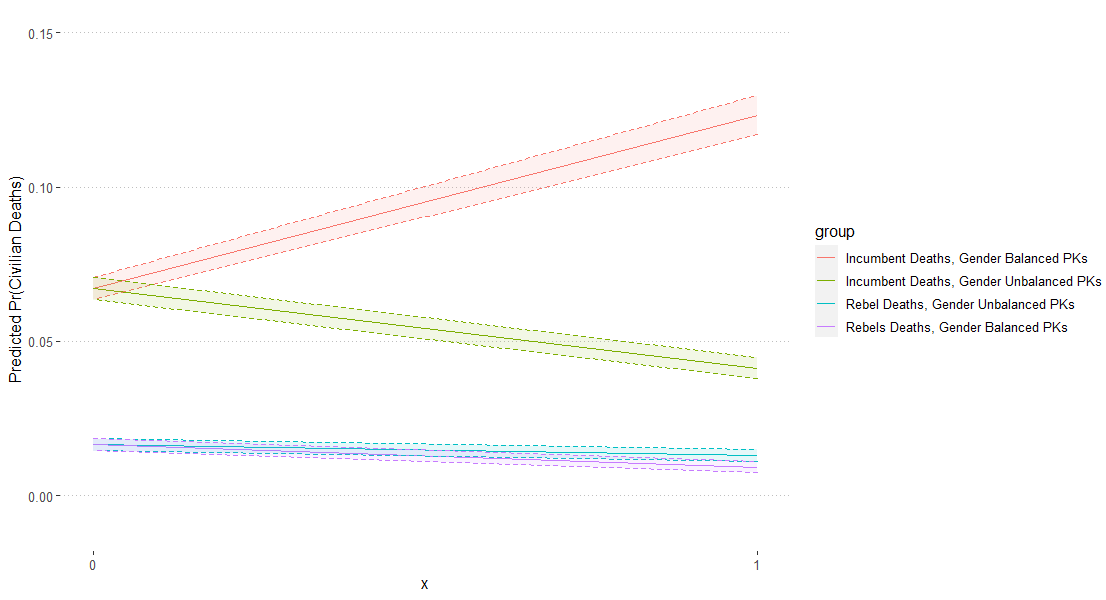 0.15
0.10
0.05
0.00
Predicted Pr(Civilian Deaths)
0
1
x
group
Incumbent Deaths, Gender Balanced PKs
Incumbent Deaths, Gender Unbalanced PKs
Rebel Deaths, Gender Unbalanced PKs
Rebels Deaths, Gender Balanced PKs